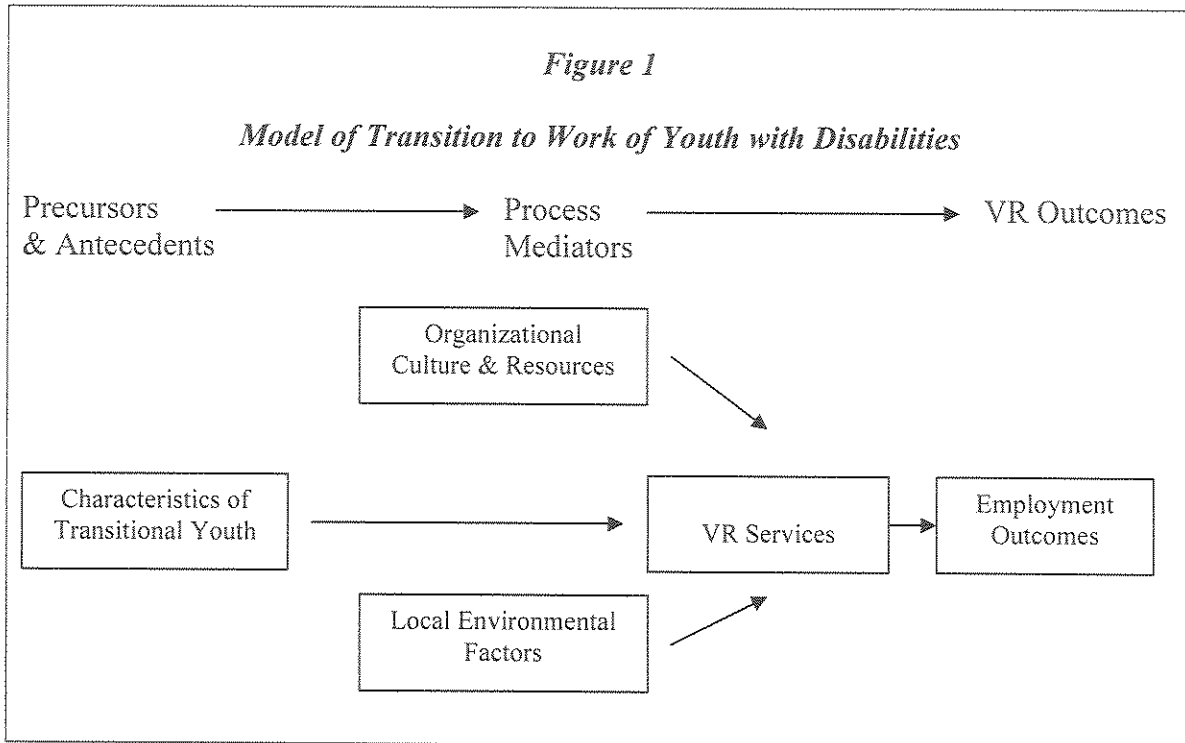 Figure 1
Model of Transition to Work of Youth with Disabilities
Precursors
& Antecedents
Process
Mediators
VR Outcomes
Organizational
Culture & Resources
Characteristics of
Transitional Youth
VR Services
Employment
Outcomes
Local Environmental
Factors